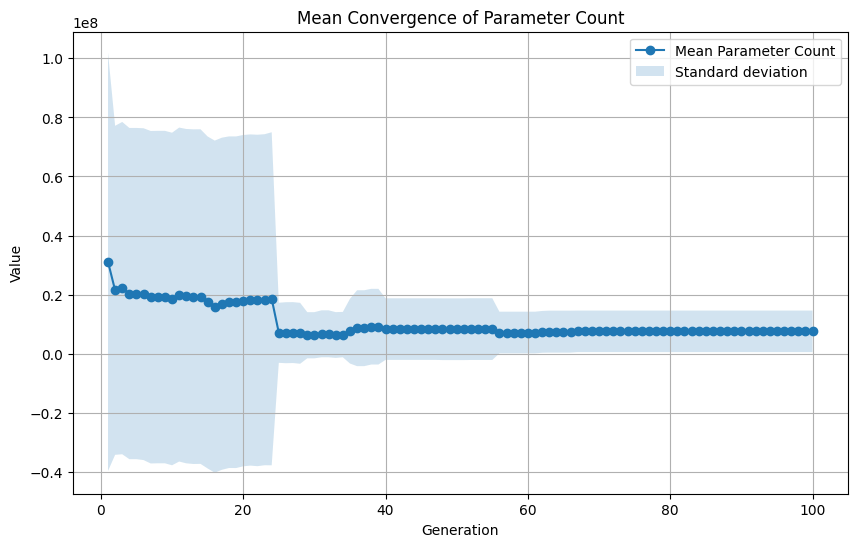 Mean Convergence of Parameter Count
1e8
1.0
0.8
0.6
0.4
0.2
0.0
−0.2
−0.4
Value
Mean Parameter Count
Standard deviation
0
20
40
60
80
100
Generation